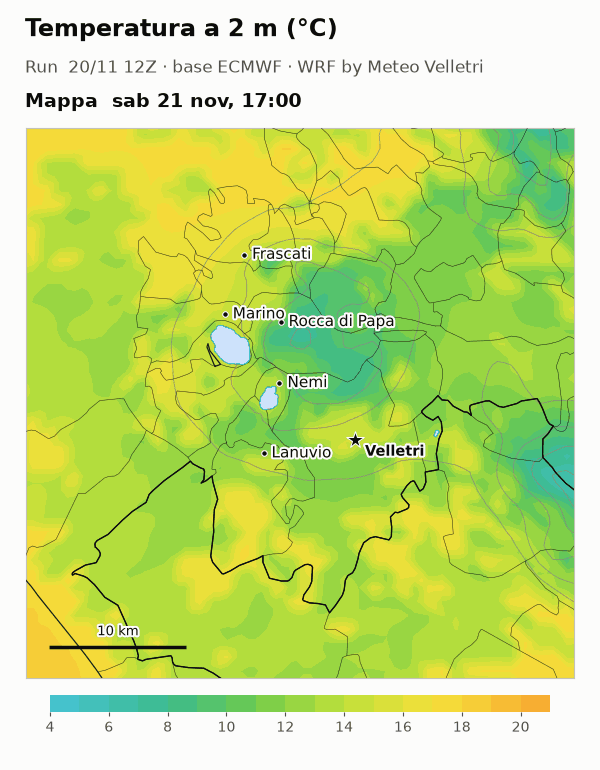 Temperatura a 2 m (°C)
Run  20/11 12Z · base ECMWF · WRF by Meteo Velletri
Mappa  sab 21 nov, 17:00
Frascati
Marino
Rocca di Papa
Nemi
Velletri
Lanuvio
10 km
4 6 8 10 12 14 16 18 20